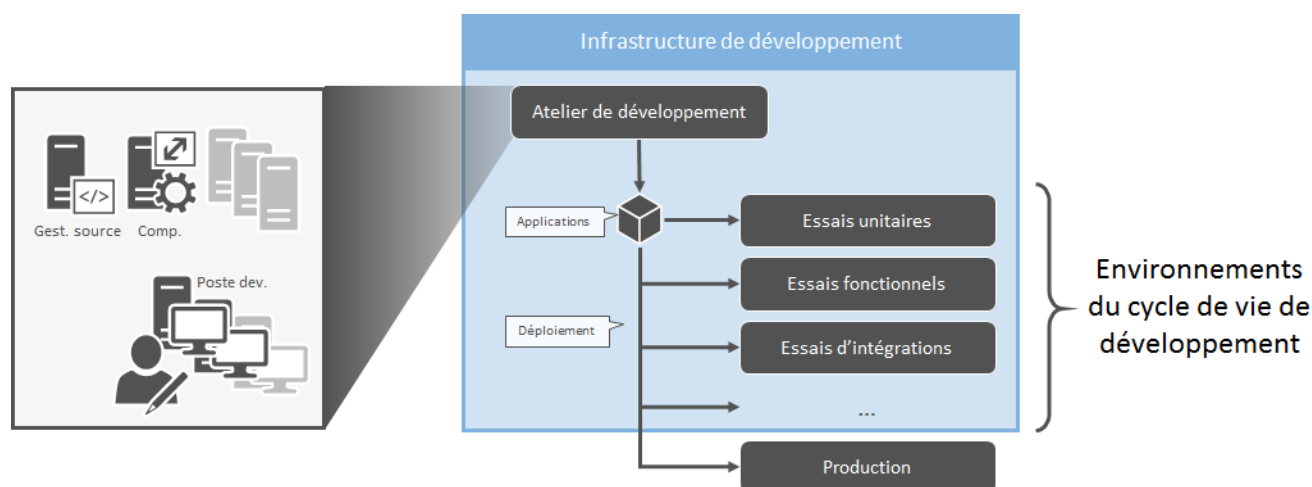 Infrastructure de développement
Atelier de développement
</>
Gest. source
Comp.
Poste dev.
Applications
Essais unitaires
Essais fonctionnels
Déploiement
Essais d'intégrations
...
Production
Environnements
du cycle de vie de
développement